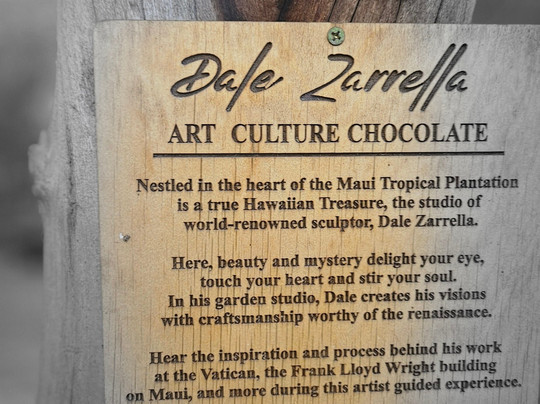 Dale Zarrella
ART CULTURE CHOCOLATE
Nestled in the heart of the Maui Tropical Plantation
is a true Hawaiian Treasure, the studio of
world-renowned sculptor, Dale Zarrella.
Here, beauty and mystery delight your eye,
touch your heart and stir your soul.
In his garden studio, Dale creates his visions
with craftsmanship worthy of the renaissance.
Hear the inspiration and process behind his work
at the Vatican, the Frank Lloyd Wright building
on Maui, and more during this artist guided experience.